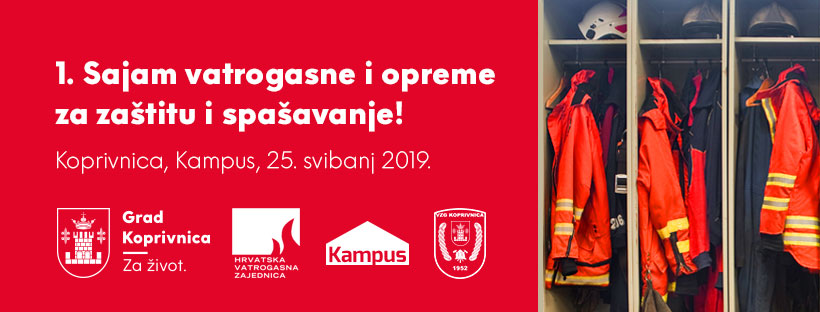 1. Sajam vatrogasne i opreme
za zaštitu i spašavanje!
Koprivnica, Kampus, 25. svibanj 2019.
Grad
Koprivnica
Za život.
HRVATSKA
VATROGASNA
ZAJEDNICA
Kampus
VZG KOPRIVNICA
1952